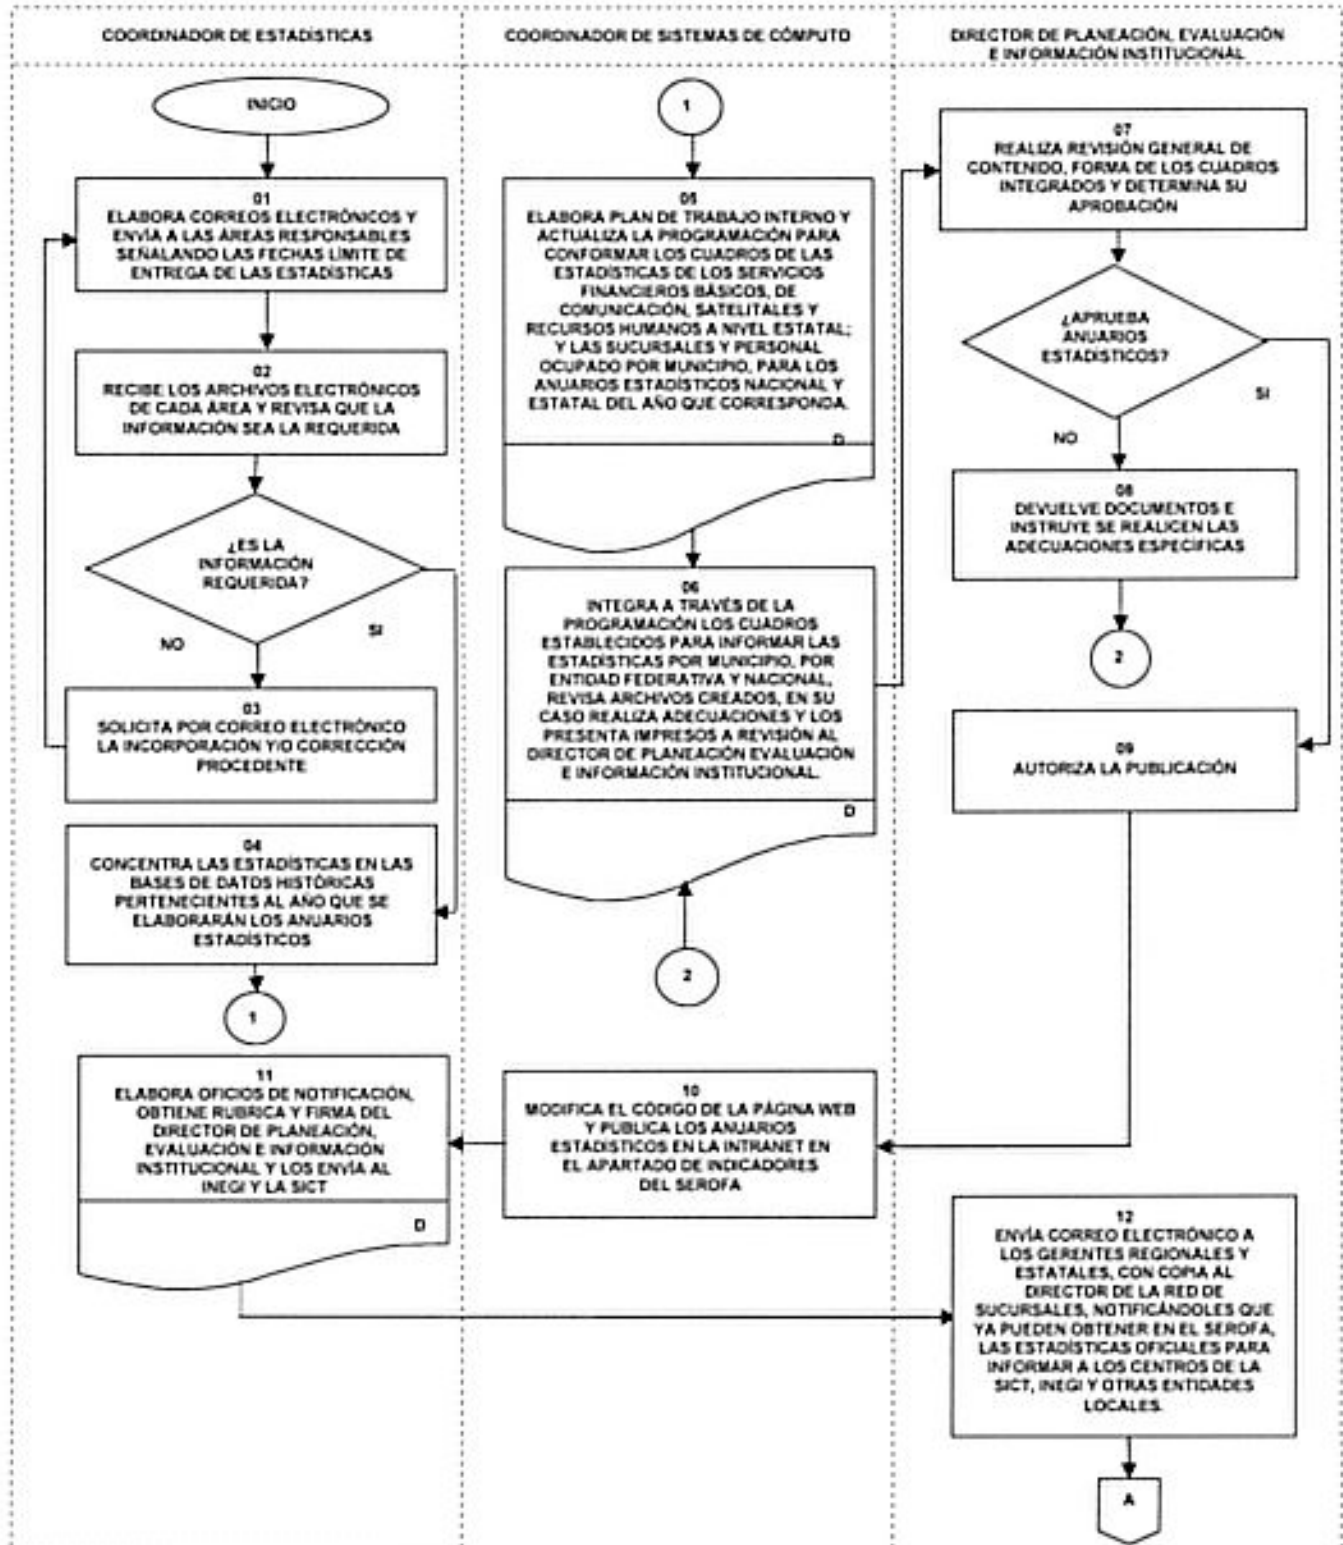 COORDINADOR DE ESTADÍSTICAS
INICIO
01
ELABORA CORREOS ELECTRÓNICOS Y
ENVÍA A LAS ÁREAS RESPONSABLES
SEÑALANDO LAS FECHAS LÍMITE DE
ENTREGA DE LAS ESTADÍSTICAS
02
RECIBE LOS ARCHIVOS ELECTRÓNICOS
DE CADA ÁREA Y REVISA QUE LA
INFORMACIÓN SEA LA REQUERIDA
¿ES LA
INFORMACIÓN
REQUERIDA?
NO
SI
03
SOLICITA POR CORREO ELECTRÓNICO
LA INCORPORACIÓN Y/O CORRECCIÓN
PROCEDENTE
04
CONCENTRA LAS ESTADÍSTICAS EN LAS
BASES DE DATOS HISTÓRICAS
PERTENECIENTES AL AÑO QUE SE
ELABORARÁN LOS ANUARIOS
ESTADÍSTICOS
1
COORDINADOR DE SISTEMAS DE CÓMPUTO
1
05
ELABORA PLAN DE TRABAJO INTERNO Y
ACTUALIZA LA PROGRAMACIÓN PARA
CONFORMAR LOS CUADROS DE LAS
ESTADÍSTICAS DE LOS SERVICIOS
FINANCIEROS BÁSICOS, DE
COMUNICACIÓN, SATELITALES Y
RECURSOS HUMANOS A NIVEL ESTATAL;
Y LAS SUCURSALES Y PERSONAL
OCUPADO POR MUNICIPIO, PARA LOS
ANUARIOS ESTADÍSTICOS NACIONAL Y
ESTATAL DEL AÑO QUE CORRESPONDA.
D
06
INTEGRA A TRAVÉS DE LA
PROGRAMACIÓN LOS CUADROS
ESTABLECIDOS PARA INFORMAR LAS
ESTADÍSTICAS POR MUNICIPIO, POR
ENTIDAD FEDERATIVA Y NACIONAL,
REVISA ARCHIVOS CREADOS, EN SU
CASO REALIZA ADECUACIONES Y LOS
PRESENTA IMPRESOS A REVISIÓN AL
DIRECTOR DE PLANEACIÓN EVALUACIÓN
E INFORMACIÓN INSTITUCIONAL.
D
2
DIRECTOR DE PLANEACIÓN, EVALUACIÓN
E INFORMACIÓN INSTITUCIONAL
07
REALIZA REVISIÓN GENERAL DE
CONTENIDO, FORMA DE LOS CUADROS
INTEGRADOS Y DETERMINA SU
APROBACIÓN
¿APRUEBA
ANUARIOS
ESTADÍSTICOS?
SI
NO
08
DEVUELVE DOCUMENTOS E
INSTRUYE SE REALICEN LAS
ADECUACIONES ESPECÍFICAS
2
09
AUTORIZA LA PUBLICACIÓN
10
MODIFICA EL CÓDIGO DE LA PÁGINA WEB
Y PUBLICA LOS ANUARIOS
ESTADÍSTICOS EN LA INTRANET EN
EL APARTADO DE INDICADORES
DEL SEROFA
11
ELABORA OFICIOS DE NOTIFICACIÓN,
OBTIENE RUBRICA Y FIRMA DEL
DIRECTOR DE PLANEACIÓN,
EVALUACIÓN E INFORMACIÓN
INSTITUCIONAL Y LOS ENVÍA AL
INEGI Y LA SICT
D
12
ENVÍA CORREO ELECTRÓNICO A
LOS GERENTES REGIONALES Y
ESTATALES, CON COPIA AL
DIRECTOR DE LA RED DE
SUCURSALES, NOTIFICÁNDOLES QUE
YA PUEDEN OBTENER EN EL SEROFA,
LAS ESTADÍSTICAS OFICIALES PARA
INFORMAR A LOS CENTROS DE LA
SICT, INEGI Y OTRAS ENTIDADES
LOCALES.
A